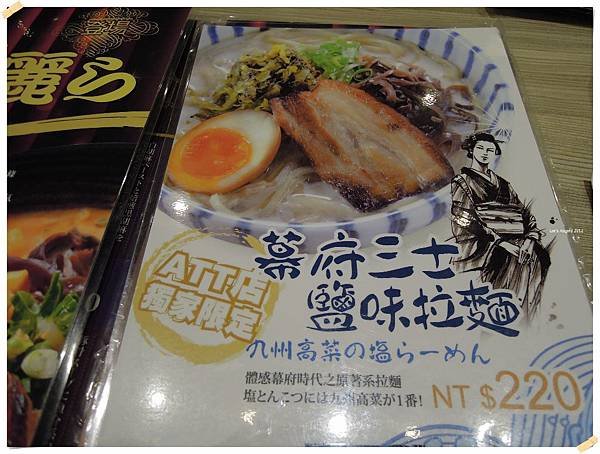 麗ら
ATT店
獨家限定
幕府三士
鹽味拉麵
九州高菜の塩らーめん
體感幕府時代之原著系拉麵
塩とんこつには九州高菜が1番!
NT $220